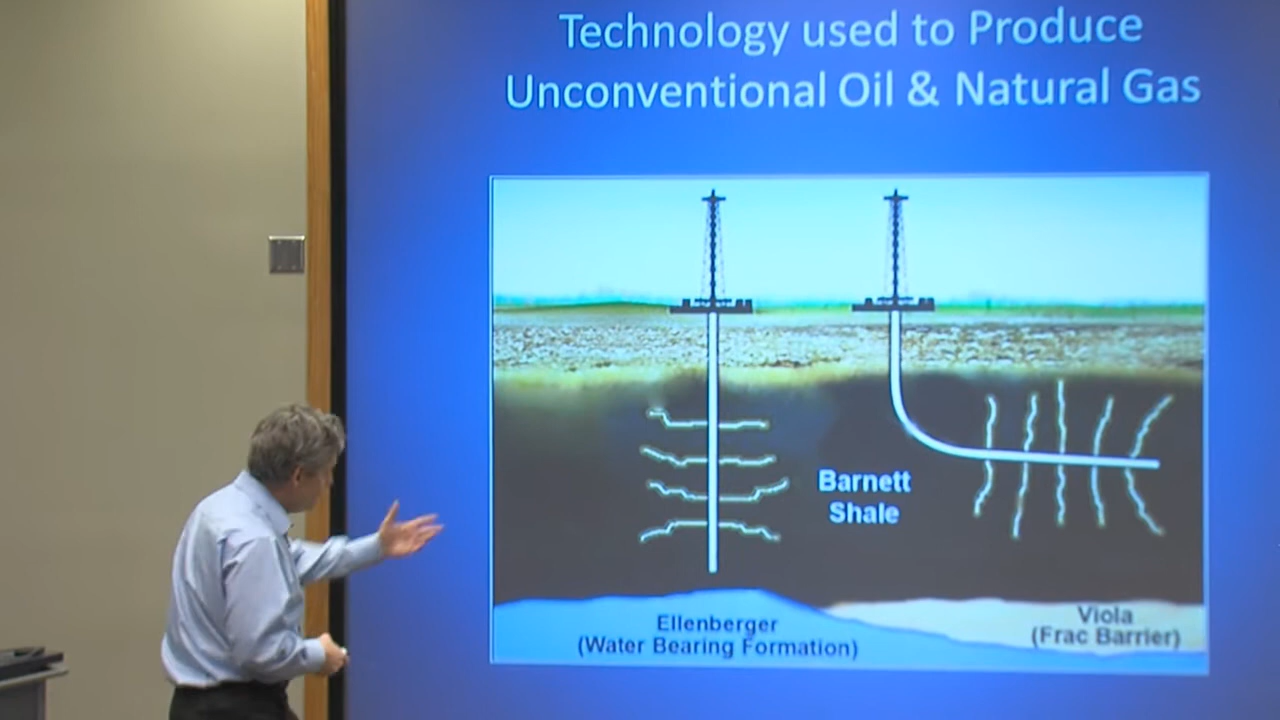 Technology used to Produce
Unconventional Oil & Natural Gas
Barnett
Shale
Ellenberger
(Water Bearing Formation)
Viola
(Frac Barrier)